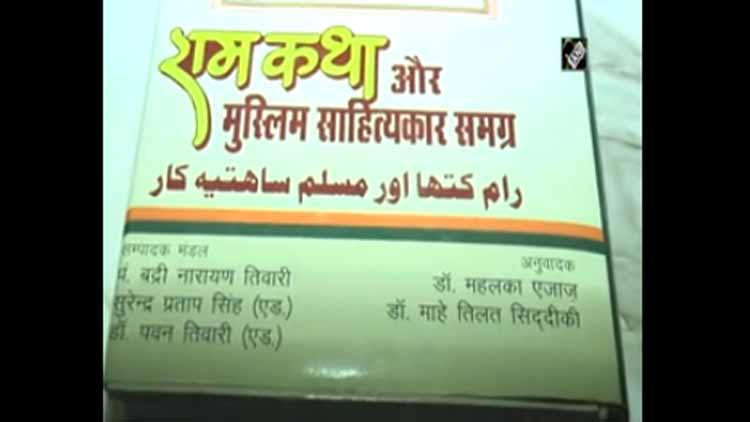 राम कथा और
मुस्लिम साहित्यकार समग्र
رام کتھا اور مسلم ساھتیہ کار
सम्पादक मंडल
पं. बद्री नारायण तिवारी
सुरेन्द्र प्रताप सिंह (एड.)
डॉ. पवन तिवारी (एड.)
अनुवादक
डॉ. महलका एजाज़
डॉ. माहे तिलत सिद्दीकी